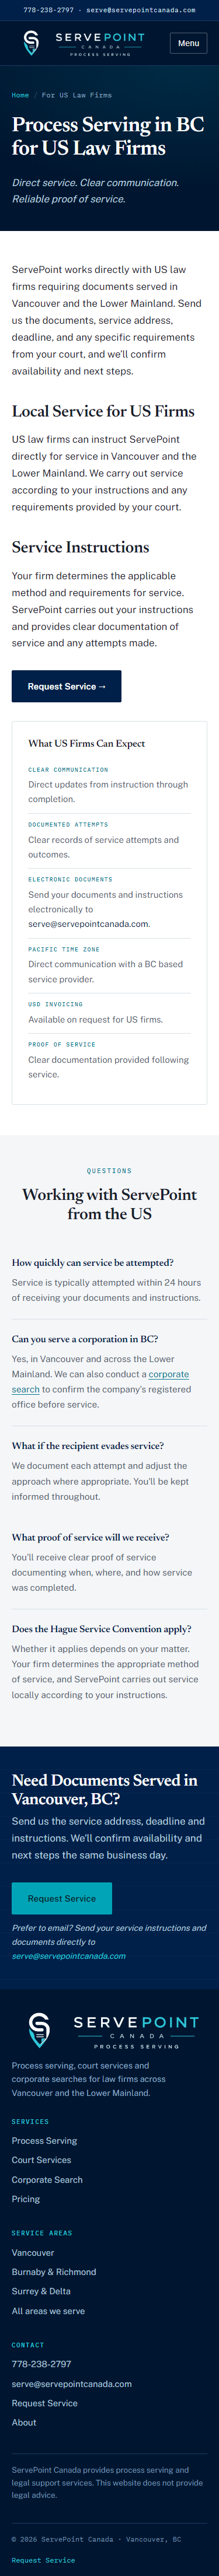 778-238-2797 · serve@servepointcanada.com
SERVEPOINT
CANADA
PROCESS SERVING
Menu
Home / For US Law Firms
Process Serving in BC
for US Law Firms
Direct service. Clear communication.
Reliable proof of service.
ServePoint works directly with US law
firms requiring documents served in
Vancouver and the Lower Mainland. Send
us the documents, service address,
deadline, and any specific requirements
from your court, and we'll confirm
availability and next steps.
Local Service for US Firms
US law firms can instruct ServePoint
directly for service in Vancouver and the
Lower Mainland. We carry out service
according to your instructions and any
requirements provided by your court.
Service Instructions
Your firm determines the applicable
method and requirements for service.
ServePoint carries out your instructions
and provides clear documentation of
service and any attempts made.
Request Service →
What US Firms Can Expect
CLEAR COMMUNICATION
Direct updates from instruction through
completion.
DOCUMENTED ATTEMPTS
Clear records of service attempts and
outcomes.
ELECTRONIC DOCUMENTS
Send your documents and instructions
electronically to
serve@servepointcanada.com.
PACIFIC TIME ZONE
Direct communication with a BC based
service provider.
USD INVOICING
Available on request for US firms.
PROOF OF SERVICE
Clear documentation provided following
service.
QUESTIONS
Working with ServePoint
from the US
How quickly can service be attempted?
Service is typically attempted within 24 hours
of receiving your documents and instructions.
Can you serve a corporation in BC?
Yes, in Vancouver and across the Lower
Mainland. We can also conduct a corporate
search to confirm the company's registered
office before service.
What if the recipient evades service?
We document each attempt and adjust the
approach where appropriate. You'll be kept
informed throughout.
What proof of service will we receive?
You'll receive clear proof of service
documenting when, where, and how service
was completed.
Does the Hague Service Convention apply?
Whether it applies depends on your matter.
Your firm determines the appropriate method
of service, and ServePoint carries out service
locally according to your instructions.
Need Documents Served in
Vancouver, BC?
Send us the service address, deadline and
instructions. We'll confirm availability and
next steps the same business day.
Request Service
Prefer to email? Send your service instructions and
documents directly to
serve@servepointcanada.com
SERVEPOINT
CANADA
PROCESS SERVING
Process serving, court services and
corporate searches for law firms across
Vancouver and the Lower Mainland.
SERVICES
Process Serving
Court Services
Corporate Search
Pricing
SERVICE AREAS
Vancouver
Burnaby & Richmond
Surrey & Delta
All areas we serve
CONTACT
778-238-2797
serve@servepointcanada.com
Request Service
About
ServePoint Canada provides process serving and
legal support services. This website does not provide
legal advice.
© 2026 ServePoint Canada · Vancouver, BC
Request Service